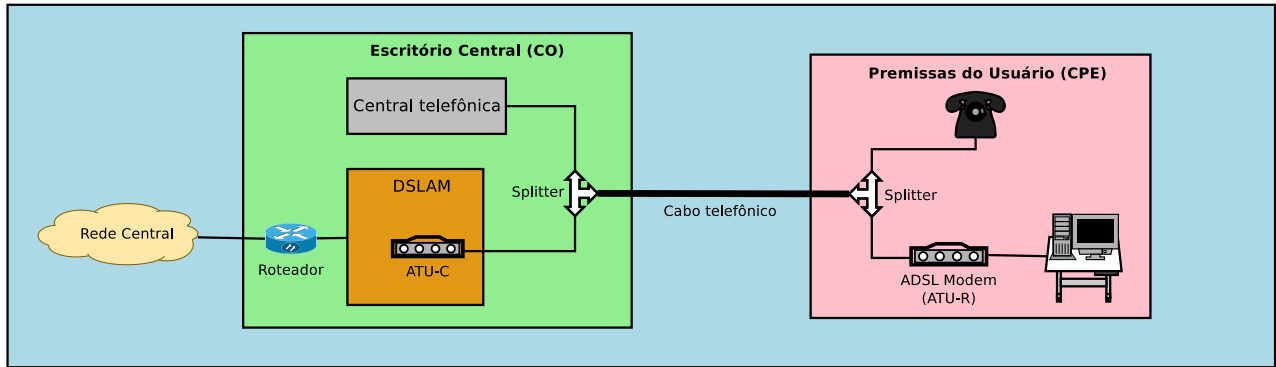 Escritório Central (CO)
Premissas do Usuário (CPE)
Central telefônica
DSLAM
Splitter
Splitter
Cabo telefônico
Rede Central
Roteador
ATU-C
ADSL Modem
(ATU-R)